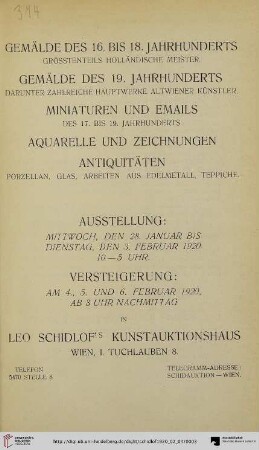 394
GEMÄLDE DES 16. BIS 18. JAHRHUNDERTS
GRÖSSTENTEILS HOLLÄNDISCHE MEISTER.
GEMÄLDE DES 19. JAHRHUNDERTS
DARUNTER ZAHLREICHE HAUPTWERKE ALTWIENER KÜNSTLER.
MINIATUREN UND EMAILS
DES 17. BIS 19. JAHRHUNDERTS.
AQUARELLE UND ZEICHNUNGEN
ANTIQUITÄTEN
PORZELLAN, GLAS, ARBEITEN AUS EDELMETALL, TEPPICHE.
AUSSTELLUNG:
MITTWOCH, DEN 28. JANUAR BIS
DIENSTAG, DEN 3. FEBRUAR 1920
10—5 UHR.
VERSTEIGERUNG:
AM 4., 5. UND 6. FEBRUAR 1920,
AB 3 UHR NACHMITTAG
IN
LEO SCHIDLOF'S KUNSTAUKTIONSHAUS
WIEN, I. TUCHLAUBEN 8.
TELEFON TELEGRAMM-ADRESSE:
STELLE 8 SCHIDAUKTION—WIEN.